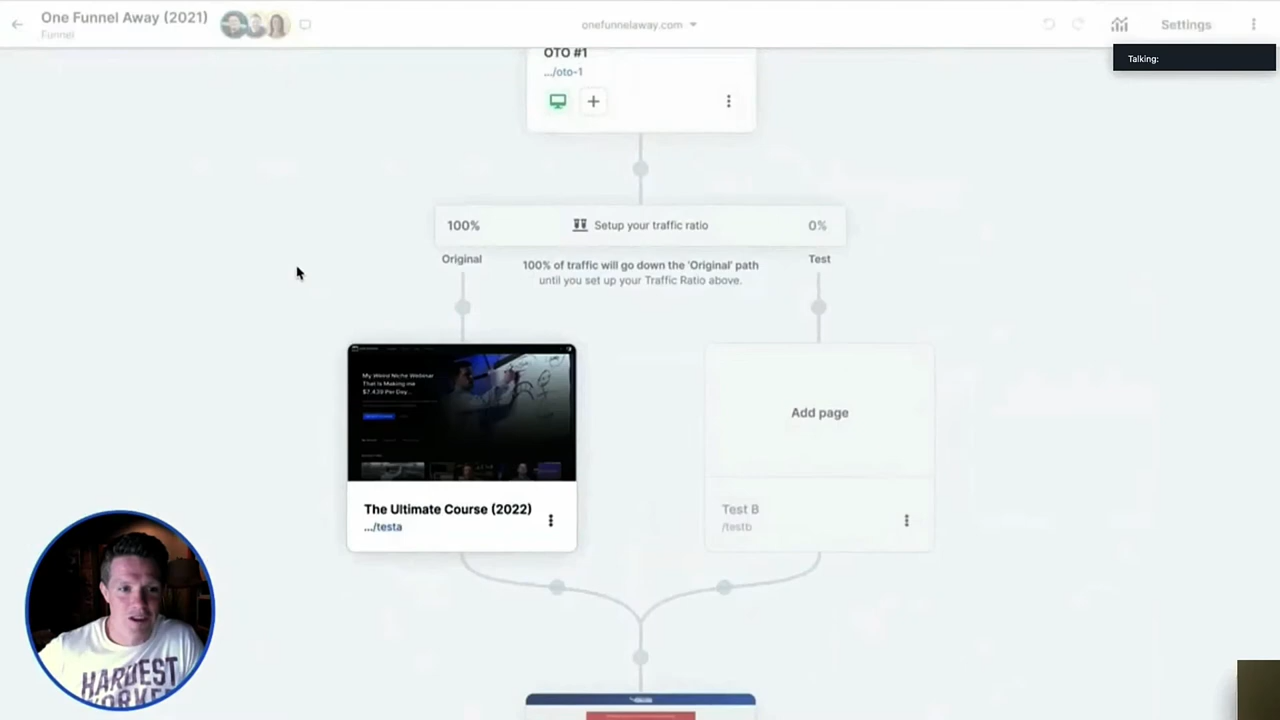 One Funnel Away (2021)
Funnel
onefunnelaway.com
Settings
Talking:
OTO #1
.../oto-1
100%
Setup your traffic ratio
0%
Original
100% of traffic will go down the 'Original' path
until you set up your Traffic Ratio above.
Test
My Weird Niche Webinar
That Is Making me
$7,439 Per Day...
Add page
The Ultimate Course (2022)
.../testa
Test B
/testb
HARDEST
WORKER